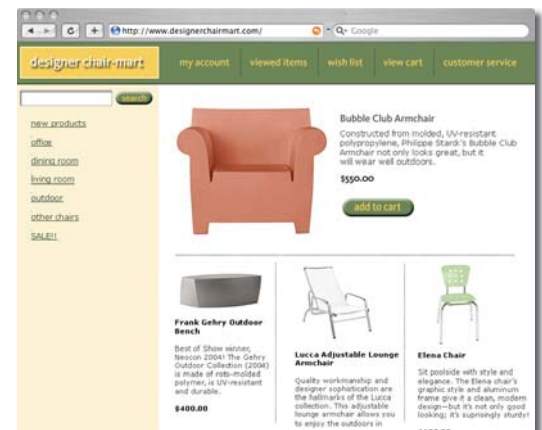 http://www.designerchairmart.com/
Google
designer chair-mart
my account
viewed items
wish list
view cart
customer service
search
new products
office
dining room
living room
outdoor
other chairs
SALE!!
Bubble Club Armchair
Constructed from molded, UV-resistant
polypropylene, Philippe Stark's Bubble Club
Armchair not only looks great, but it
will wear well outdoors.
$550.00
add to cart
Frank Gehry Outdoor
Bench
Best of Show winner,
Neocon 2004! The Gehry
Outdoor Collection (2004)
is made of roto-molded
polymer, is UV-resistant
and durable.
$400.00
Lucca Adjustable Lounge
Armchair
Quality workmanship and
designer sophistication are
the hallmarks of the Lucca
collection. This adjustable
lounge armchair allows you
to enjoy the outdoors in
Elena Chair
Sit poolside with style and
elegance. The Elena chair's
graphic style and aluminum
frame give it a clean, modern
design—but it's not only good
looking; it's suprisingly sturdy!